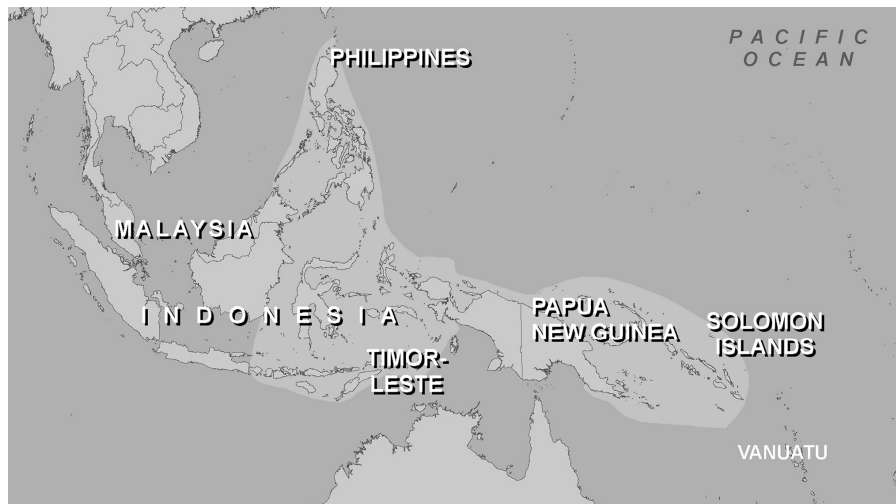 PACIFIC
OCEAN
PHILIPPINES
MALAYSIA
INDONESIA
PAPUA
NEW GUINEA
SOLOMON
ISLANDS
TIMOR-
LESTE
VANUATU